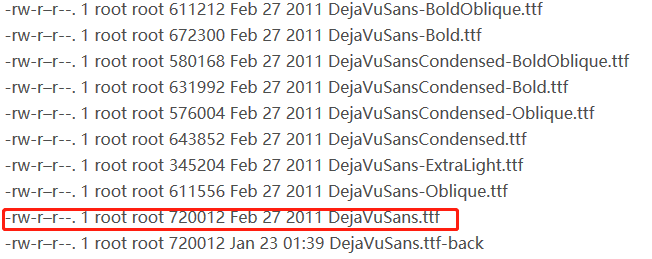 -rw-r–r--. 1 root root 611212 Feb 27 2011 DejaVuSans-BoldOblique.ttf
-rw-r–r--. 1 root root 672300 Feb 27 2011 DejaVuSans-Bold.ttf
-rw-r–r--. 1 root root 580168 Feb 27 2011 DejaVuSansCondensed-BoldOblique.ttf
-rw-r–r--. 1 root root 631992 Feb 27 2011 DejaVuSansCondensed-Bold.ttf
-rw-r–r--. 1 root root 576004 Feb 27 2011 DejaVuSansCondensed-Oblique.ttf
-rw-r–r--. 1 root root 643852 Feb 27 2011 DejaVuSansCondensed.ttf
-rw-r–r--. 1 root root 345204 Feb 27 2011 DejaVuSans-ExtraLight.ttf
-rw-r–r--. 1 root root 611556 Feb 27 2011 DejaVuSans-Oblique.ttf
-rw-r–r--. 1 root root 720012 Feb 27 2011 DejaVuSans.ttf
-rw-r–r--. 1 root root 720012 Jan 23 01:39 DejaVuSans.ttf-back